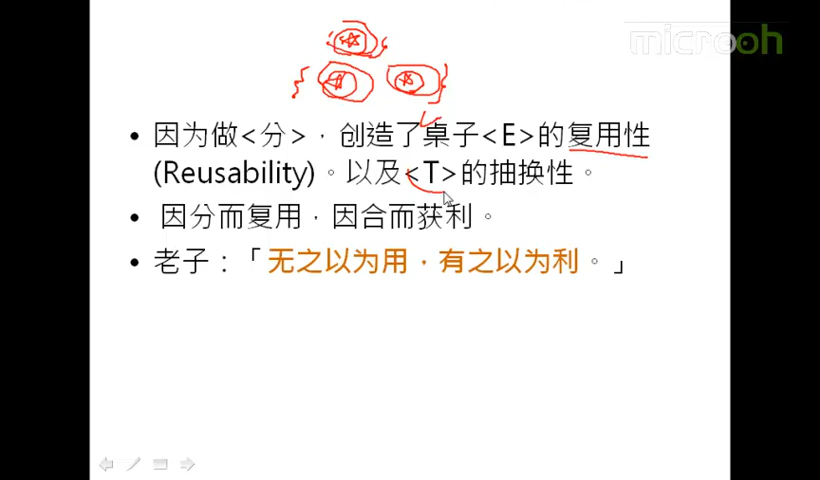 microoh
• 因为做<分>，创造了桌子<E>的复用性
(Reusability)。以及<T>的抽换性。
• 因分而复用，因合而获利。
• 老子：「无之以为用，有之以为利。」